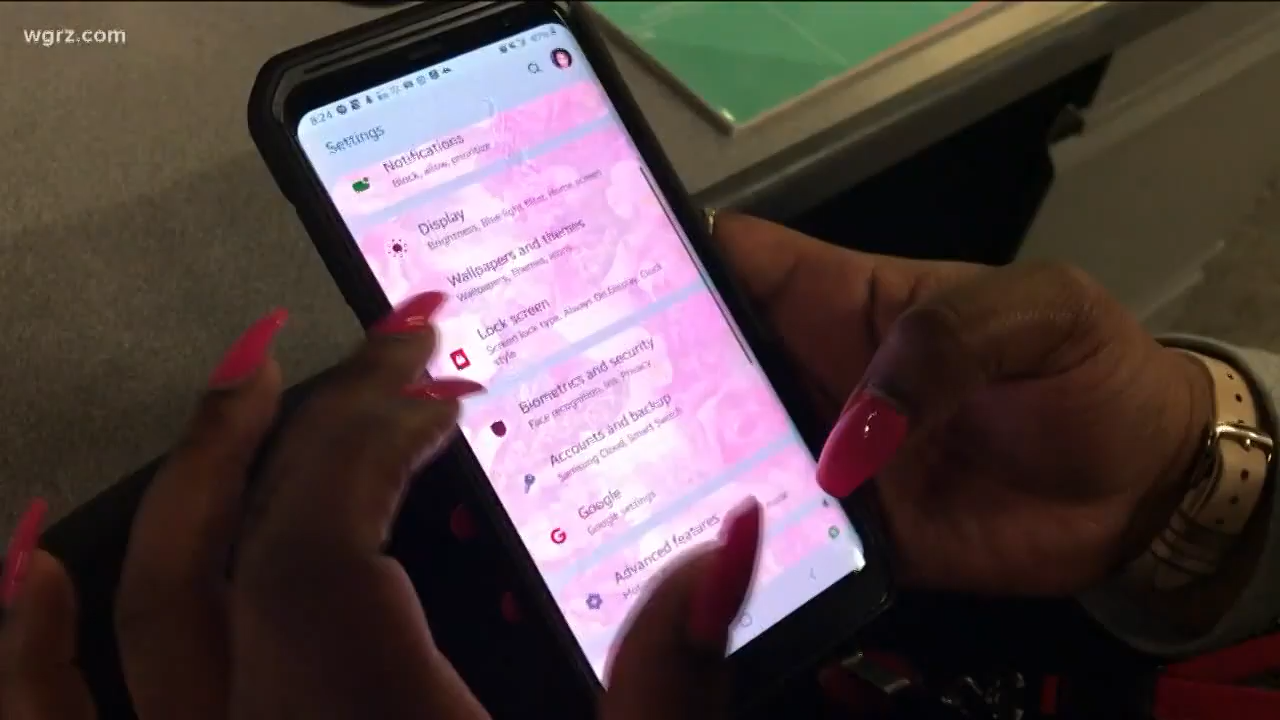 wgrz.com
8:24
Settings
Notifications
Block, allow, prioritize
Display
Brightness, Blue light filter, Home screen
Wallpapers and themes
Wallpapers, Themes, Icons
Lock screen
Screen lock type, Always On Display, Clock
style
Biometrics and security
Face recognition, Iris, Privacy
Accounts and backup
Samsung Cloud, Smart Switch
Google
Google settings
Advanced features